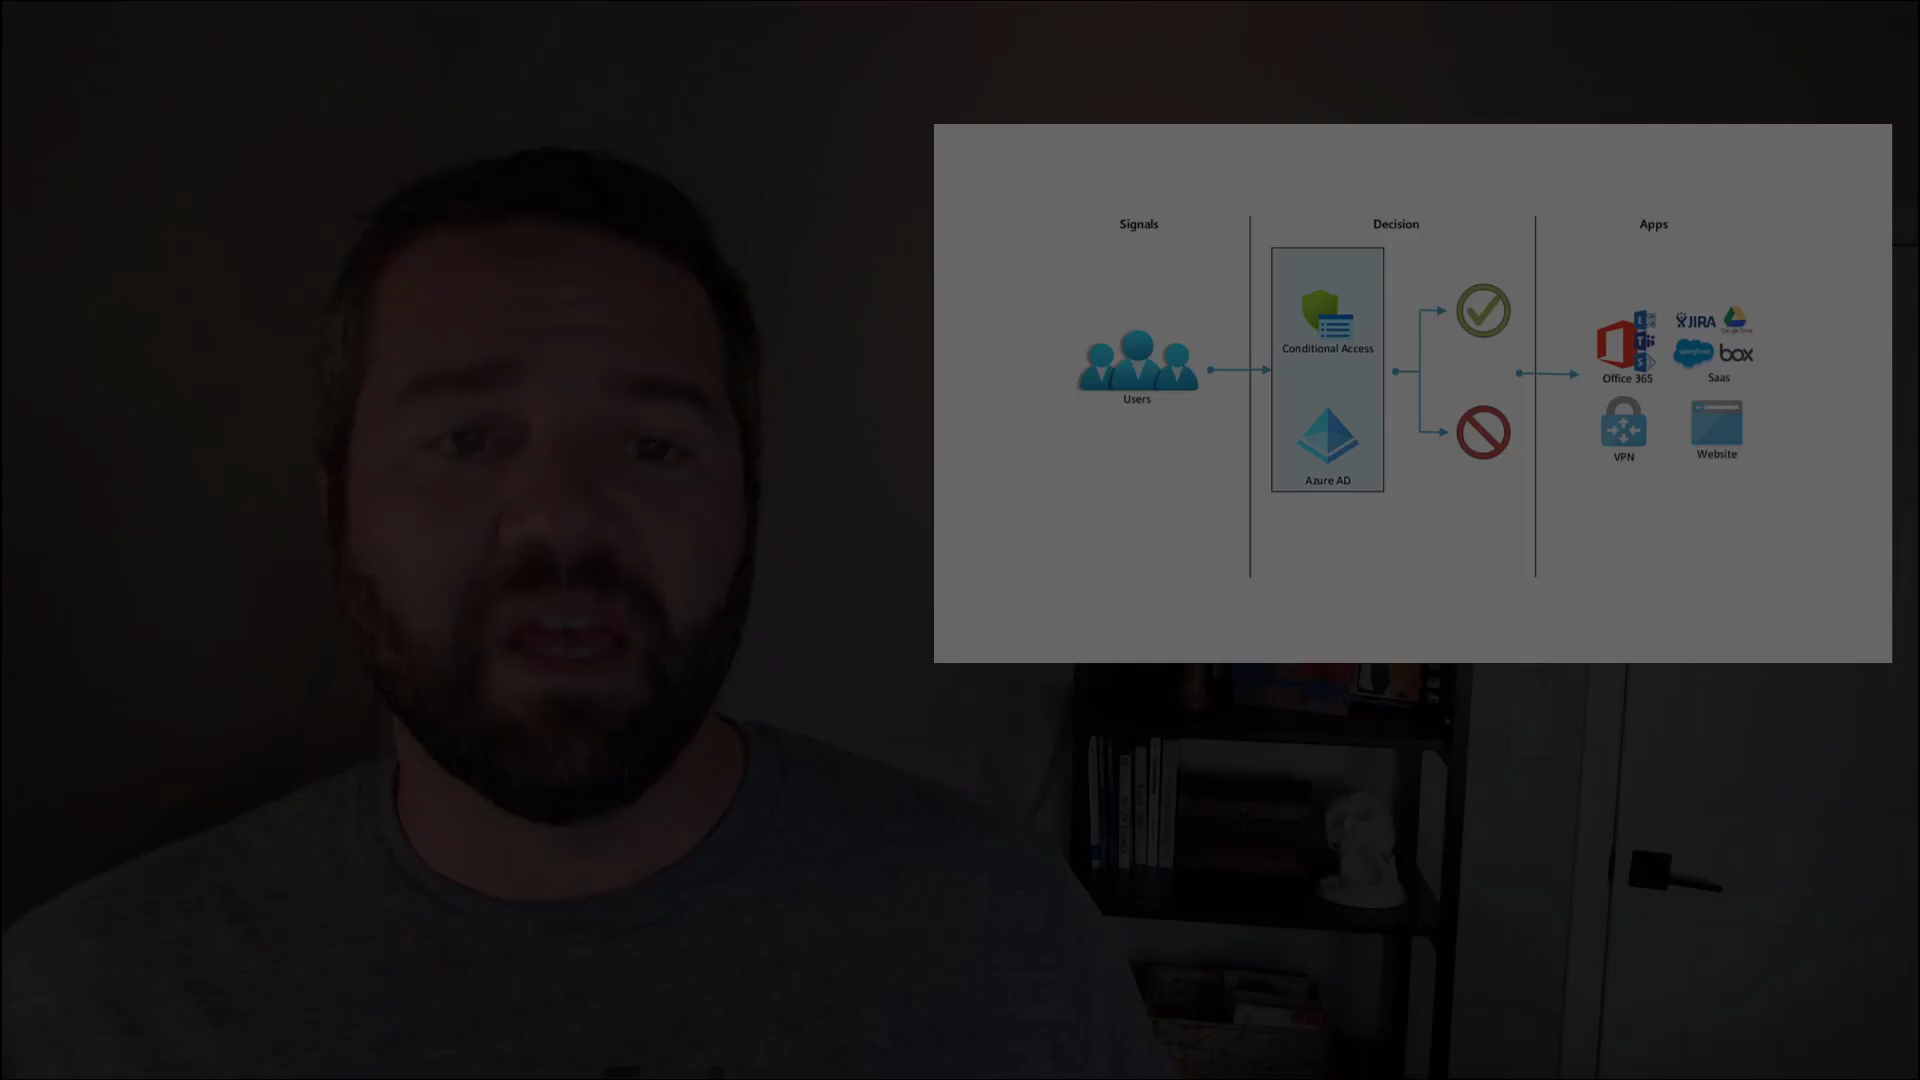 Signals
Decision
Apps
Conditional Access
Users
Azure AD
Office 365
JIRA
box
Saas
VPN
Website